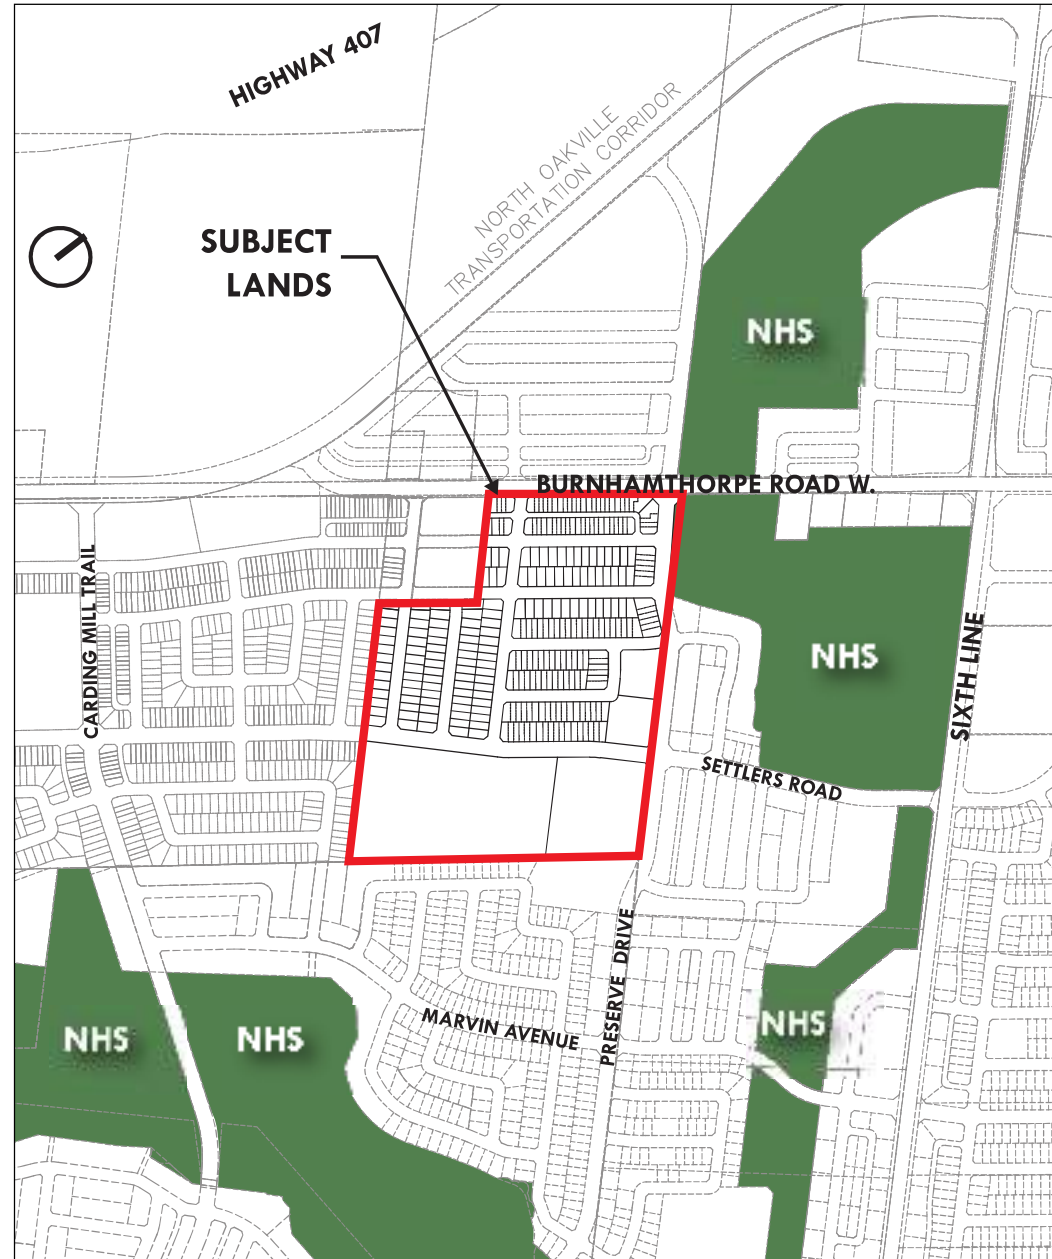 HIGHWAY 407
NORTH OAKVILLE
TRANSPORTATION CORRIDOR
SUBJECT
LANDS
NHS
BURNHAMTHORPE ROAD W.
CARDING MILL TRAIL
NHS
SIXTH LINE
SETTLERS ROAD
PRESERVE DRIVE
MARVIN AVENUE
NHS
NHS
NHS